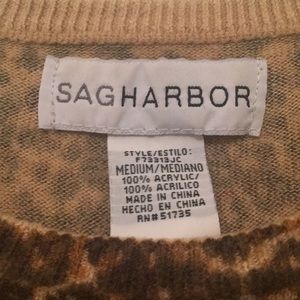 SAGHARBOR
STYLE/ESTILO:
F73313JC
MEDIUM/MEDIANO
100% ACRYLIC/
100% ACRILICO
MADE IN CHINA
HECHO EN CHINA
RN#51735